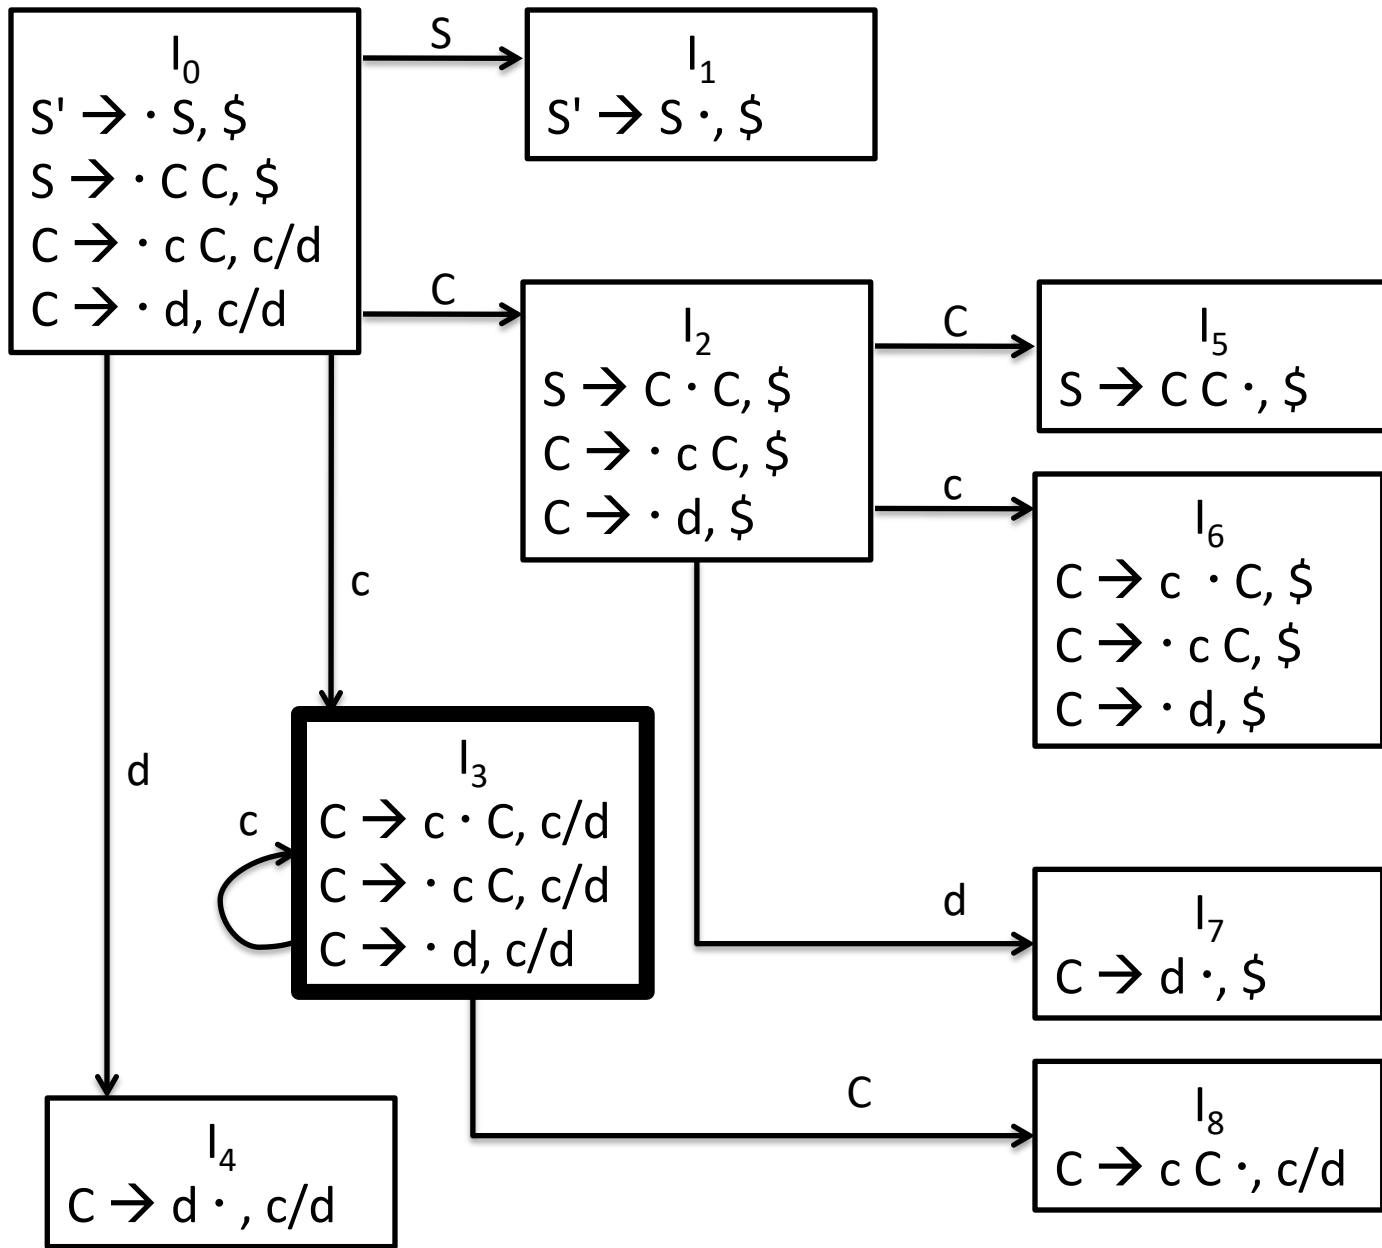 I₀
S' → · S, $
S → · C C, $
C → · c C, c/d
C → · d, c/d
S
I₁
S' → S ·, $
C
I₂
S → C · C, $
C → · c C, $
C → · d, $
C
I₅
S → C C ·, $
c
I₆
C → c · C, $
C → · c C, $
C → · d, $
c
d
c
I₃
C → c · C, c/d
C → · c C, c/d
C → · d, c/d
d
I₇
C → d ·, $
C
I₈
C → c C ·, c/d
I₄
C → d · , c/d